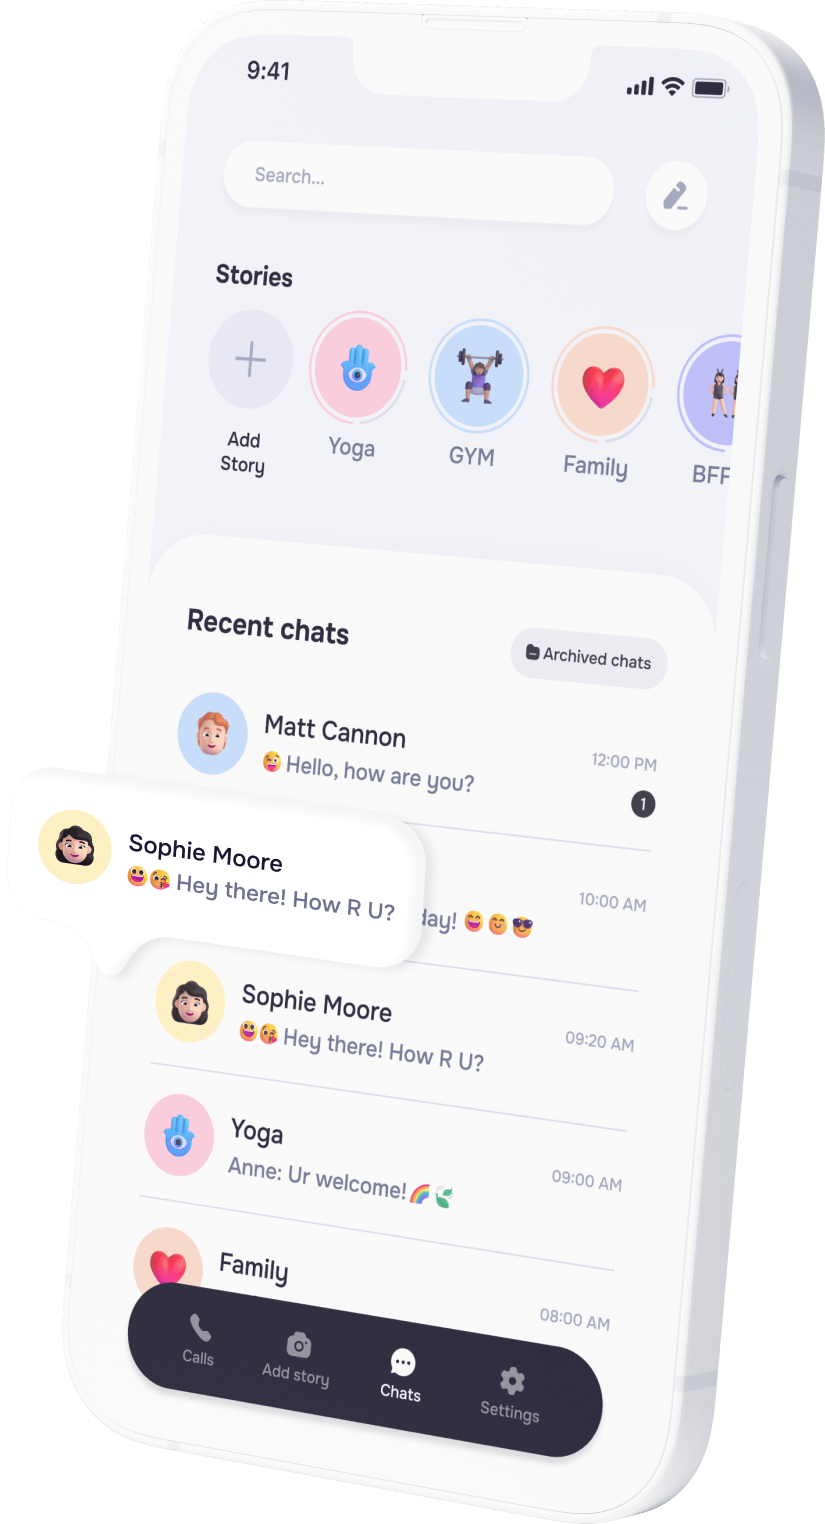 9:41
Search...
Stories
Add
Story
Yoga
GYM
Family
BFF
Recent chats
Archived chats
Matt Cannon
😜 Hello, how are you?
12:00 PM
1
Sophie Moore
😀😘 Hey there! How R U?
10:00 AM
day! 😄😊😎
Sophie Moore
😀😘 Hey there! How R U?
09:20 AM
Yoga
Anne: Ur welcome! 🌈🍃
09:00 AM
Family
08:00 AM
Calls
Add story
Chats
Settings